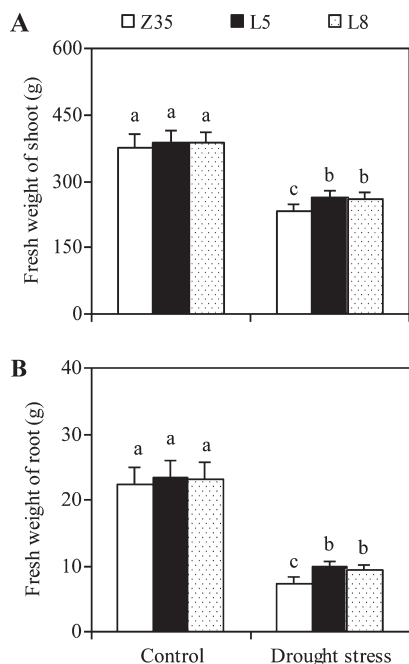 A
Z35 L5 L8
600
450
300
150
0
Fresh weight of shoot (g)
a a a
c b b
B
40
30
20
10
0
Fresh weight of root (g)
a a a
c b b
Control Drought stress